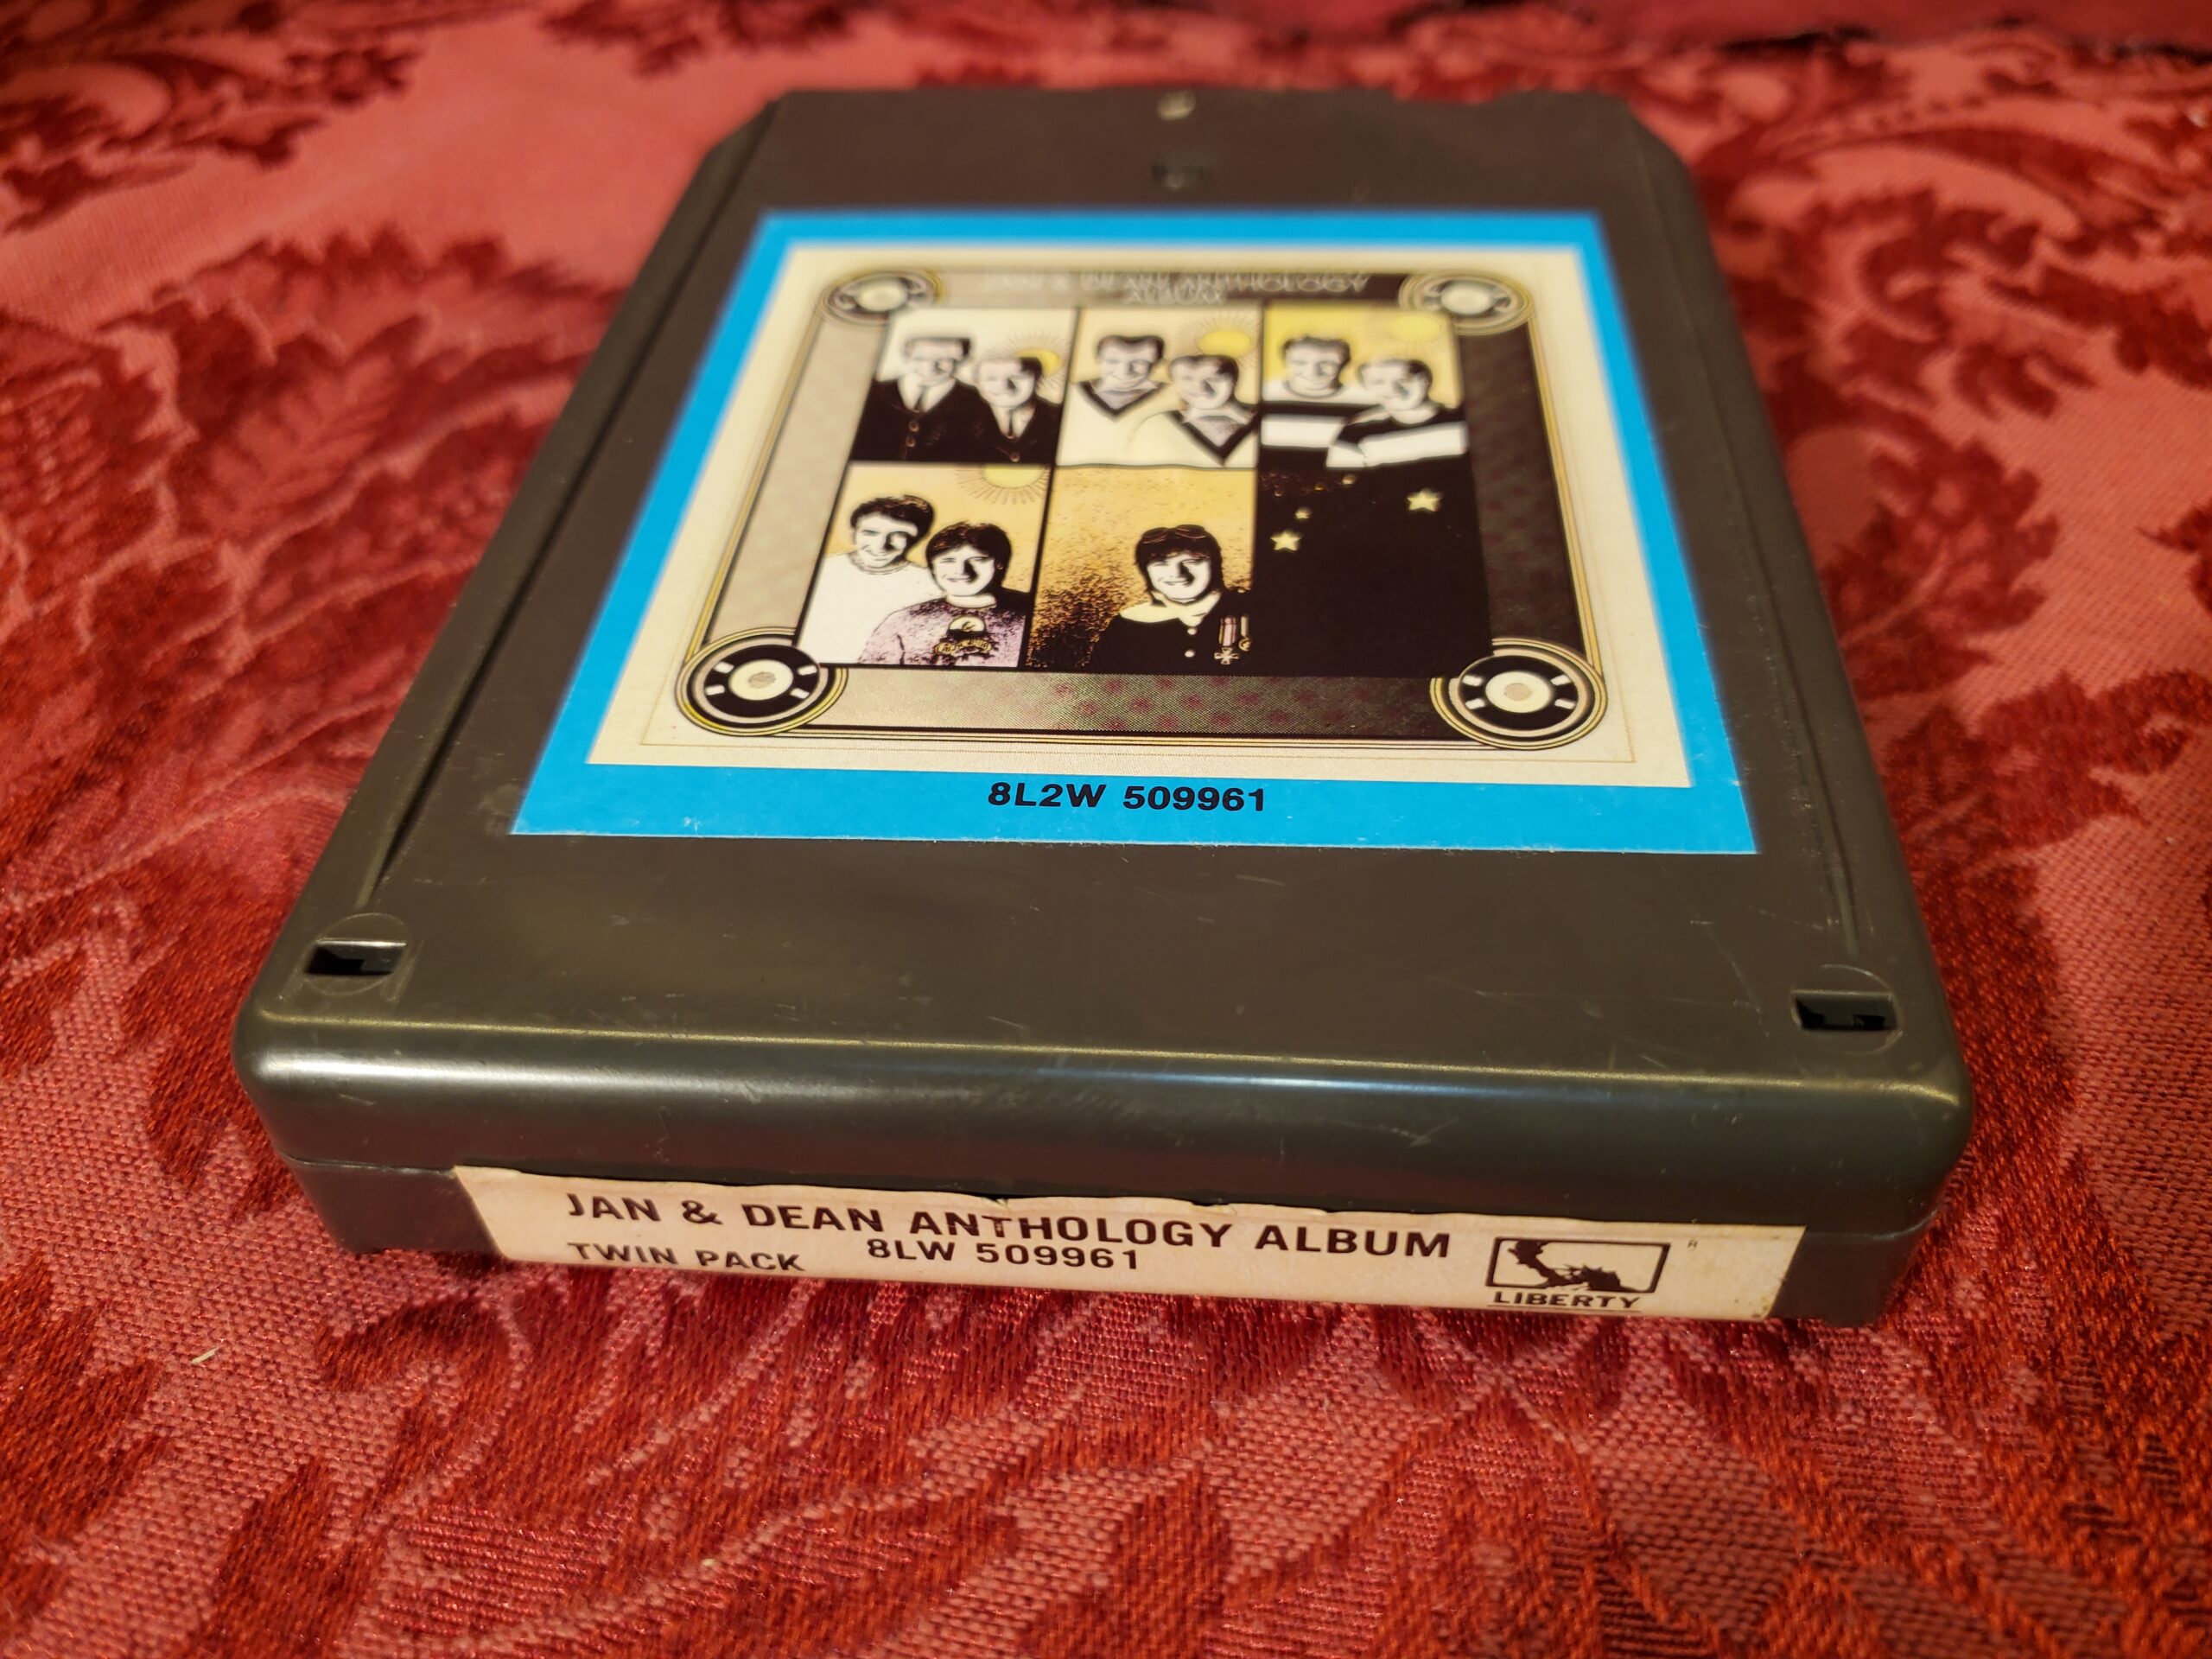 JAN & DEAN ANTHOLOGY
ALBUM
8L2W 509961
JAN & DEAN ANTHOLOGY ALBUM
TWIN PACK 8LW 509961
R
LIBERTY